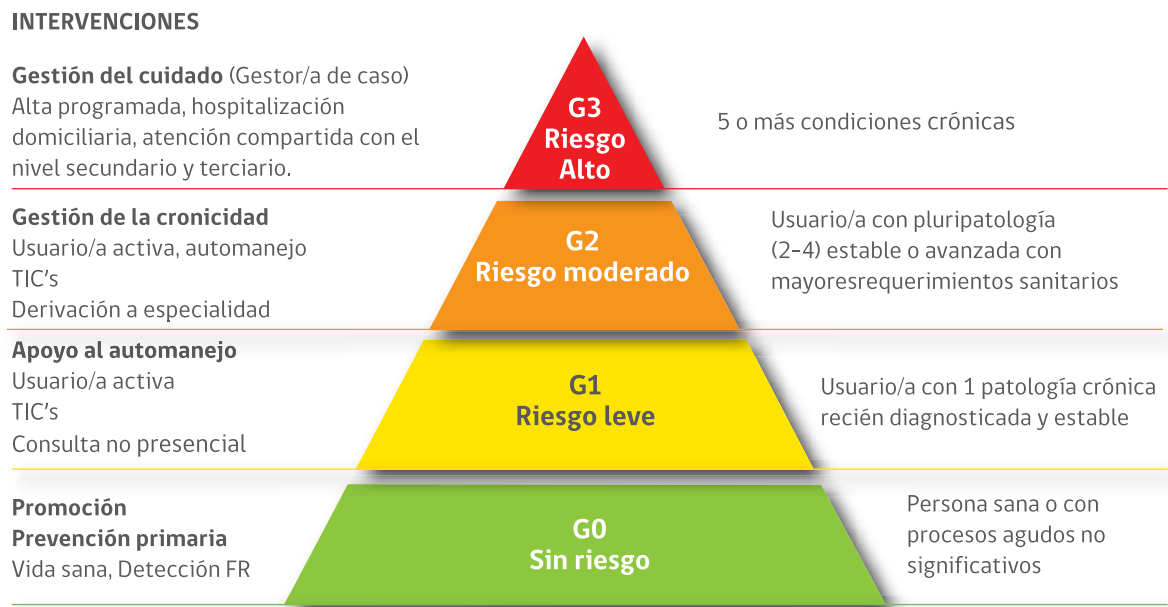 INTERVENCIONES
Gestión del cuidado (Gestor/a de caso)
Alta programada, hospitalización
domiciliaria, atención compartida con el
nivel secundario y terciario.
G3
Riesgo
Alto
5 o más condiciones crónicas
Gestión de la cronicidad
Usuario/a activa, automanejo
TIC's
Derivación a especialidad
G2
Riesgo moderado
Usuario/a con pluripatología
(2-4) estable o avanzada con
mayoresrequerimientos sanitarios
Apoyo al automanejo
Usuario/a activa
TIC's
Consulta no presencial
G1
Riesgo leve
Usuario/a con 1 patología crónica
recién diagnosticada y estable
Promoción
Prevención primaria
Vida sana, Detección FR
G0
Sin riesgo
Persona sana o con
procesos agudos no
significativos